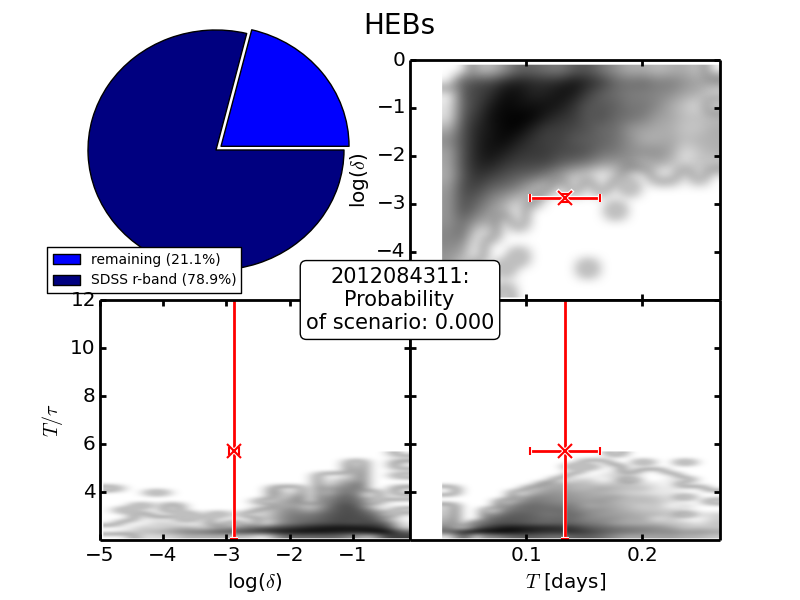 HEBs
0
−1
−2
−3
−4
log(δ)
remaining (21.1%)
SDSS r-band (78.9%)
2012084311:
Probability
of scenario: 0.000
12
10
8
6
4
T/τ
−5
−4
−3
−2
−1
log(δ)
0.1
0.2
T [days]